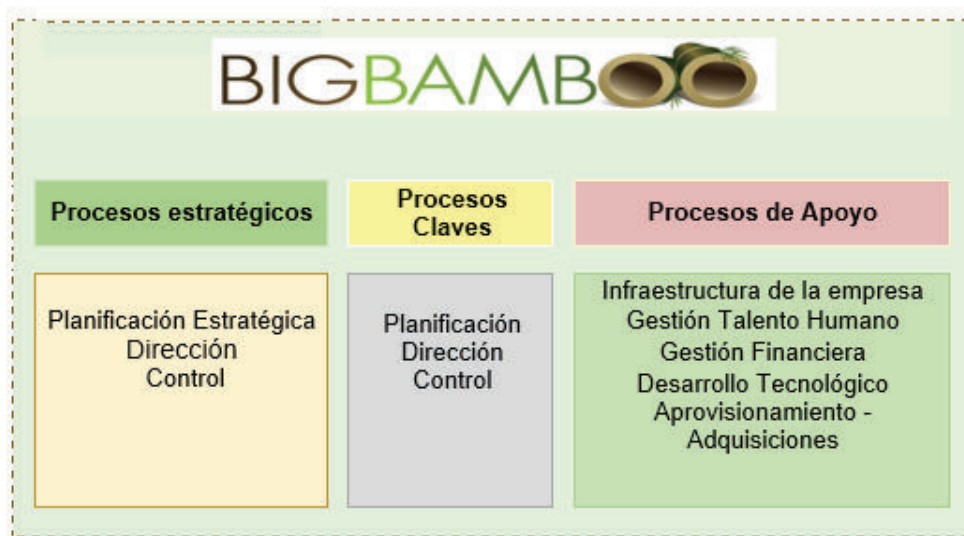 BIGBAMBOO
Procesos estratégicos
Procesos
Claves
Procesos de Apoyo
Planificación Estratégica
Dirección
Control
Planificación
Dirección
Control
Infraestructura de la empresa
Gestión Talento Humano
Gestión Financiera
Desarrollo Tecnológico
Aprovisionamiento -
Adquisiciones